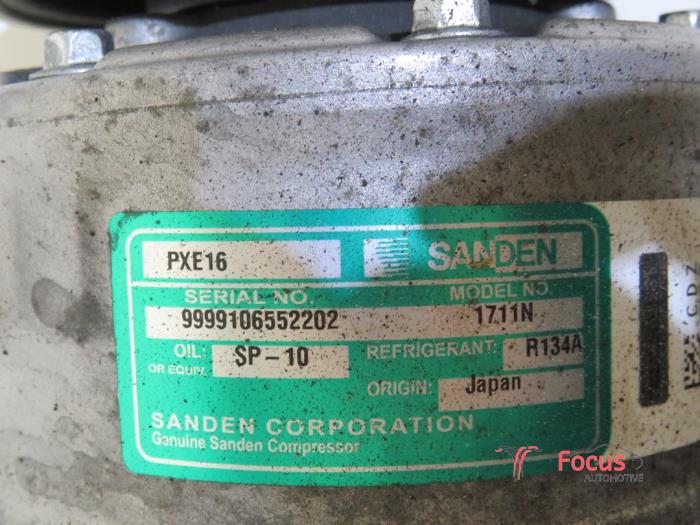 PXE16
SANDEN
SERIAL NO.
MODEL NO.
9999106552202
1711N
OIL: SP-10
OR EQUIV.
REFRIGERANT: R134A
ORIGIN: Japan
SANDEN CORPORATION
Genuine Sanden Compressor
Focus
AUTOMOTIVE